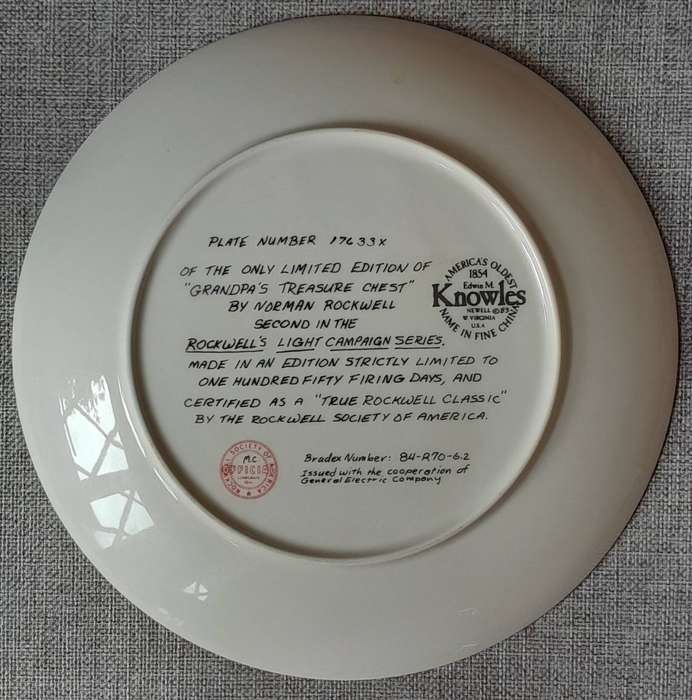 PLATE NUMBER 17633X
OF THE ONLY LIMITED EDITION OF
"GRANDPA'S TREASURE CHEST"
BY NORMAN ROCKWELL
SECOND IN THE
ROCKWELL'S LIGHT CAMPAIGN SERIES.
MADE IN AN EDITION STRICTLY LIMITED TO
ONE HUNDRED FIFTY FIRING DAYS, AND
CERTIFIED AS A "TRUE ROCKWELL CLASSIC"
BY THE ROCKWELL SOCIETY OF AMERICA.
AMERICA'S OLDEST
1854
Edwin M.
Knowles
NEWELL
W VIRGINIA
U.S.A
NAME IN FINE CHINA
ROCKWELL SOCIETY OF AMERICA
M.C
OFFICIAL
Bradex Number: 84-R70-6.2
Issued with the cooperation of
General Electric Company